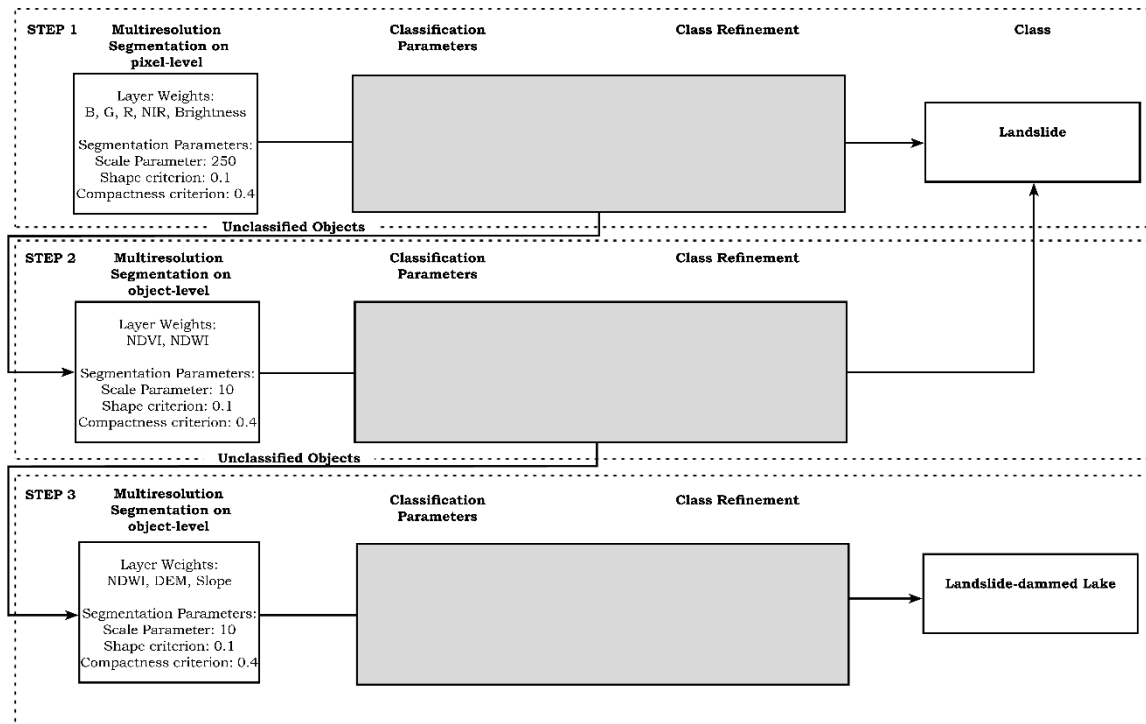 STEP 1
Multiresolution
Segmentation on
pixel-level
Classification
Parameters
Class Refinement
Class
Layer Weights:
B, G, R, NIR, Brightness
Segmentation Parameters:
Scale Parameter: 250
Shape criterion: 0.1
Compactness criterion: 0.4
Landslide
Unclassified Objects
STEP 2
Multiresolution
Segmentation on
object-level
Classification
Parameters
Class Refinement
Layer Weights:
NDVI, NDWI
Segmentation Parameters:
Scale Parameter: 10
Shape criterion: 0.1
Compactness criterion: 0.4
Unclassified Objects
STEP 3
Multiresolution
Segmentation on
object-level
Classification
Parameters
Class Refinement
Layer Weights:
NDWI, DEM, Slope
Segmentation Parameters:
Scale Parameter: 10
Shape criterion: 0.1
Compactness criterion: 0.4
Landslide-dammed Lake